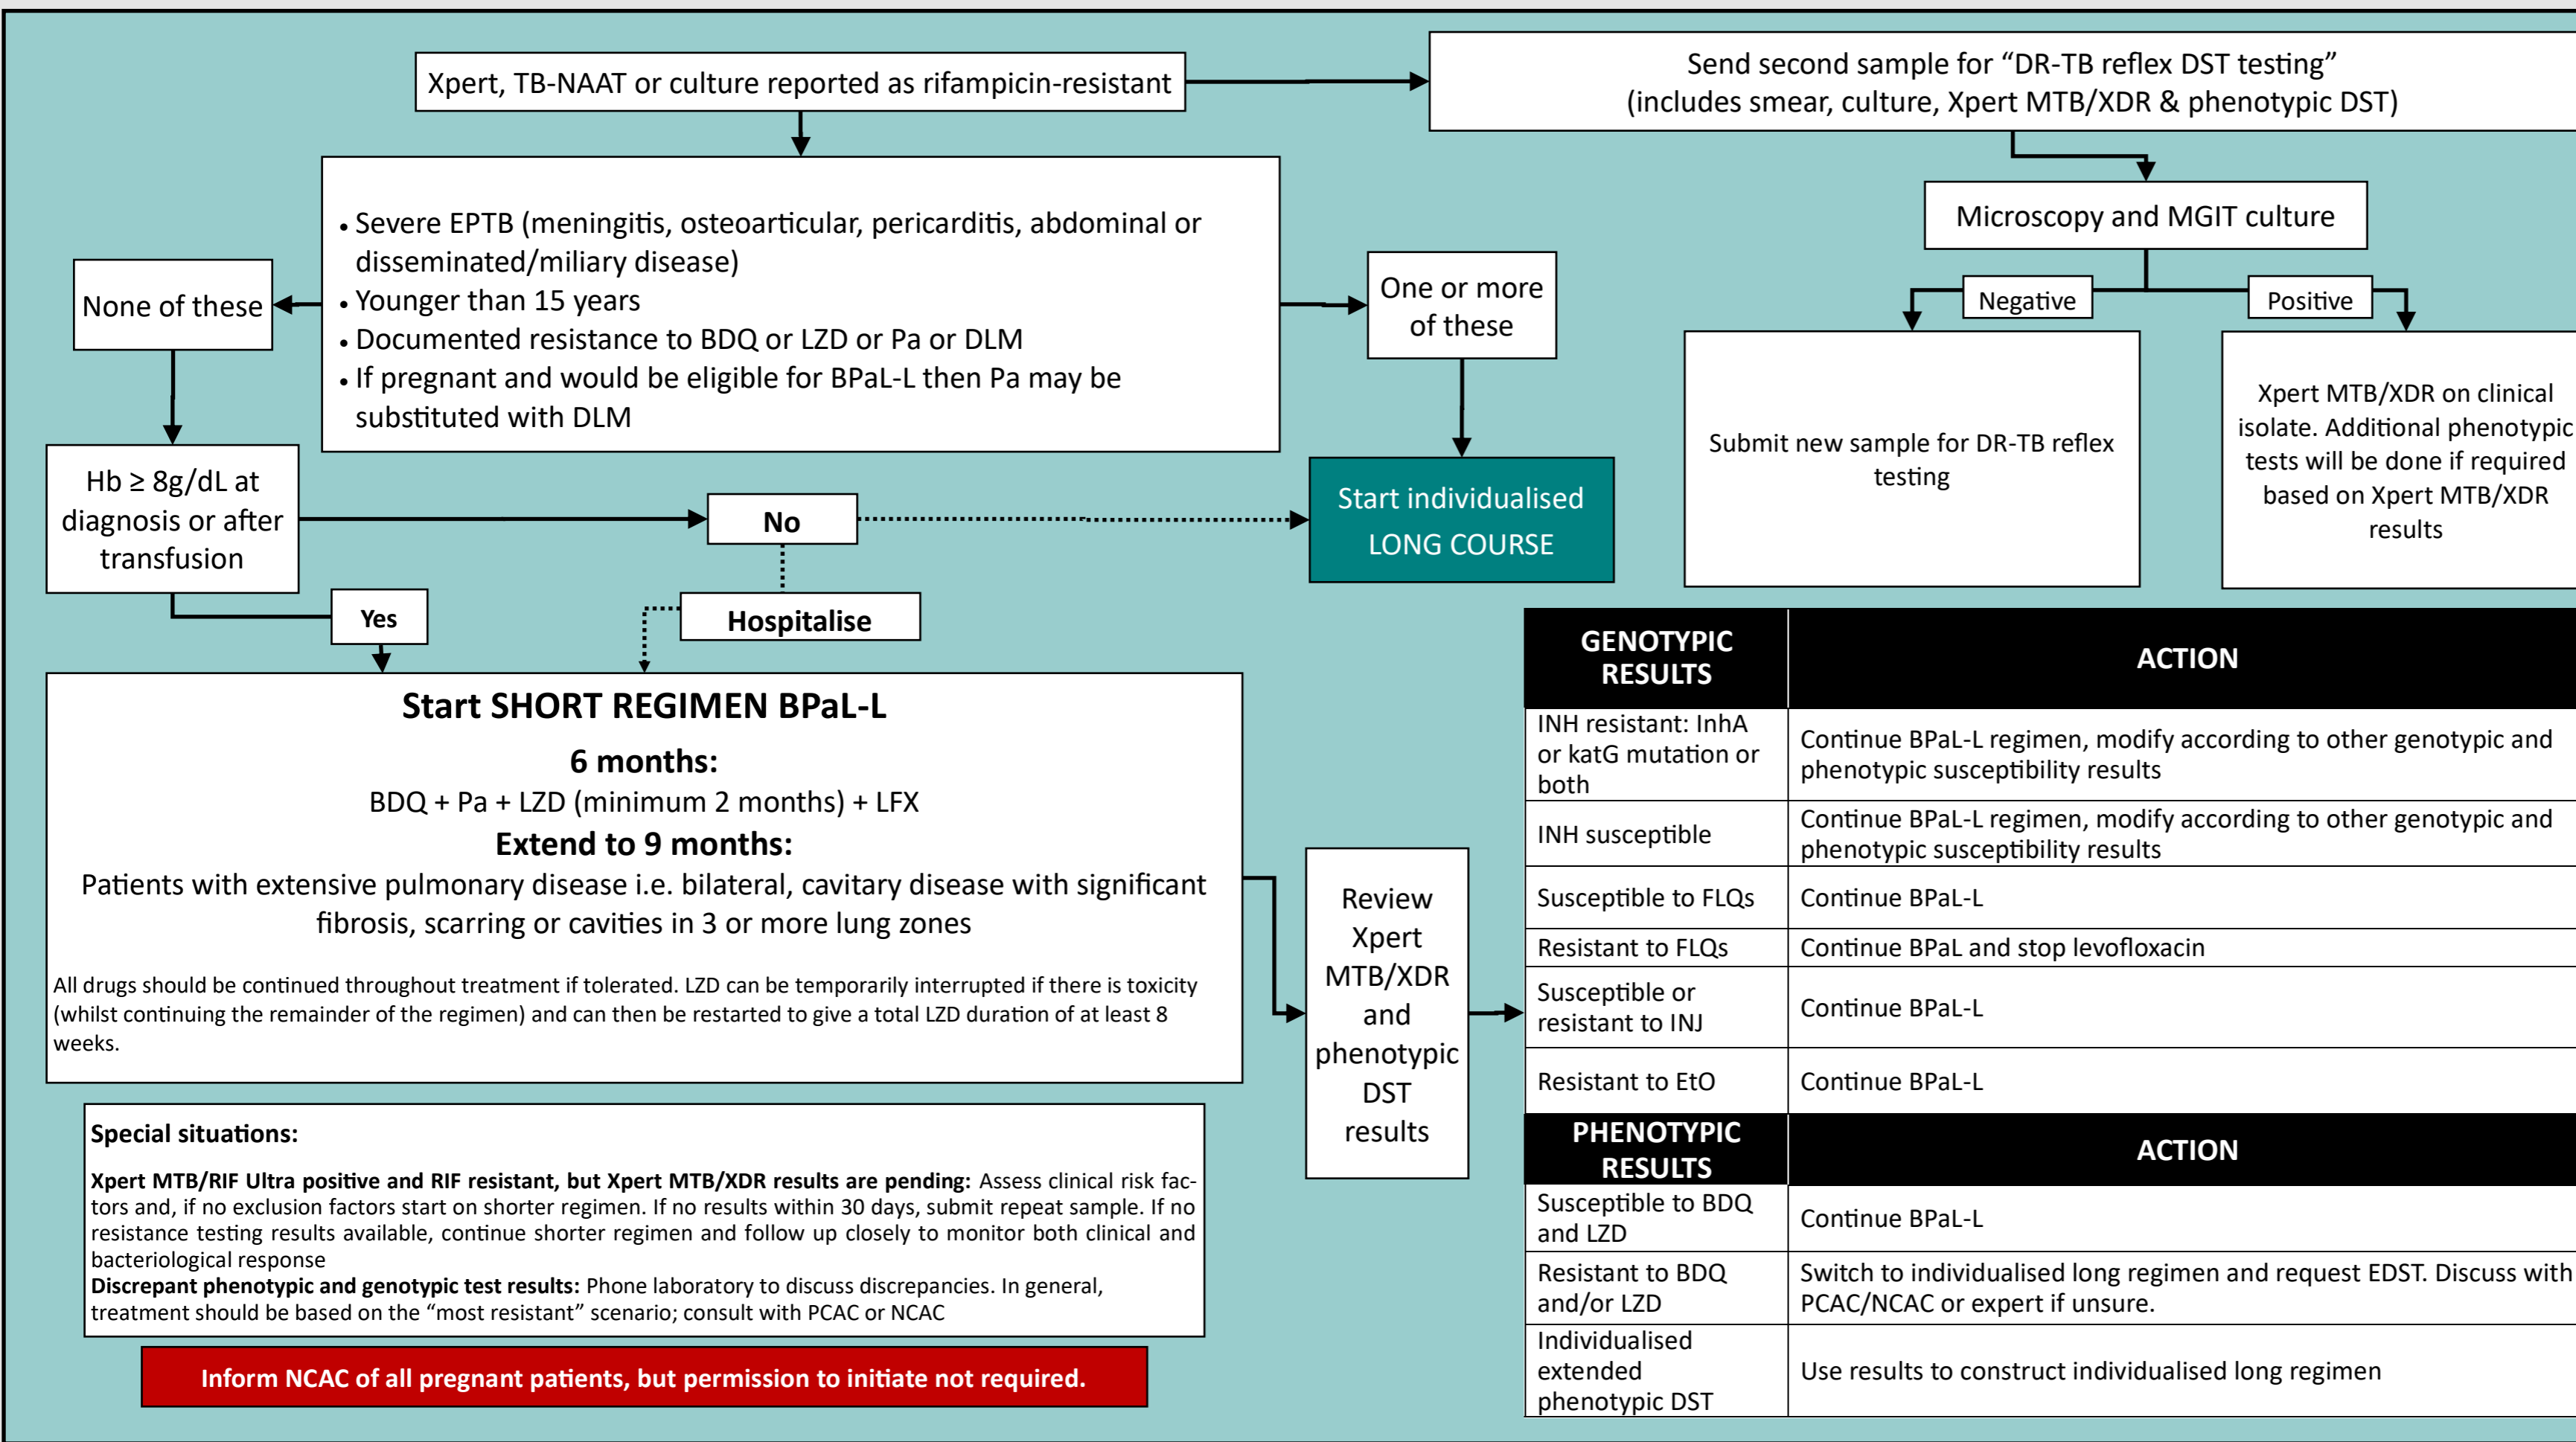 Xpert, TB-NAAT or culture reported as rifampicin-resistant
Send second sample for “DR-TB reflex DST testing”
(includes smear, culture, Xpert MTB/XDR & phenotypic DST)
• Severe EPTB (meningitis, osteoarticular, pericarditis, abdominal or
disseminated/miliary disease)
• Younger than 15 years
• Documented resistance to BDQ or LZD or Pa or DLM
• If pregnant and would be eligible for BPaL-L then Pa may be
substituted with DLM
None of these
One or more
of these
Microscopy and MGIT culture
Negative
Positive
Submit new sample for DR-TB reflex
testing
Xpert MTB/XDR on clinical
isolate. Additional phenotypic
tests will be done if required
based on Xpert MTB/XDR
results
Hb ≥ 8g/dL at
diagnosis or after
transfusion
No
Start individualised
LONG COURSE
Yes
Hospitalise
Start SHORT REGIMEN BPaL-L
6 months:
BDQ + Pa + LZD (minimum 2 months) + LFX
Extend to 9 months:
Patients with extensive pulmonary disease i.e. bilateral, cavitary disease with significant
fibrosis, scarring or cavities in 3 or more lung zones
All drugs should be continued throughout treatment if tolerated. LZD can be temporarily interrupted if there is toxicity
(whilst continuing the remainder of the regimen) and can then be restarted to give a total LZD duration of at least 8
weeks.
Review
Xpert
MTB/XDR
and
phenotypic
DST
results
GENOTYPIC
RESULTS
ACTION
INH resistant: InhA
or katG mutation or
both
Continue BPaL-L regimen, modify according to other genotypic and
phenotypic susceptibility results
INH susceptible
Continue BPaL-L regimen, modify according to other genotypic and
phenotypic susceptibility results
Susceptible to FLQs
Continue BPaL-L
Resistant to FLQs
Continue BPaL and stop levofloxacin
Susceptible or
resistant to INJ
Continue BPaL-L
Resistant to EtO
Continue BPaL-L
PHENOTYPIC
RESULTS
ACTION
Susceptible to BDQ
and LZD
Continue BPaL-L
Resistant to BDQ
and/or LZD
Switch to individualised long regimen and request EDST. Discuss with
PCAC/NCAC or expert if unsure.
Individualised
extended
phenotypic DST
Use results to construct individualised long regimen
Special situations:
Xpert MTB/RIF Ultra positive and RIF resistant, but Xpert MTB/XDR results are pending: Assess clinical risk fac-
tors and, if no exclusion factors start on shorter regimen. If no results within 30 days, submit repeat sample. If no
resistance testing results available, continue shorter regimen and follow up closely to monitor both clinical and
bacteriological response
Discrepant phenotypic and genotypic test results: Phone laboratory to discuss discrepancies. In general,
treatment should be based on the “most resistant” scenario; consult with PCAC or NCAC
Inform NCAC of all pregnant patients, but permission to initiate not required.